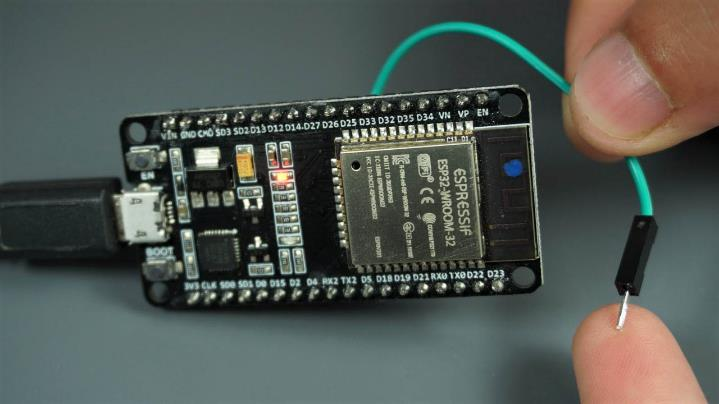 VIN GND CMD SD3 SD2 D13 D12 D14 D27 D26 D25 D33 D32 D35 D34 VN VP EN
EN
ESPRESSIF
ESP32-WROOM-32
WiFi
CE
BOOT
3V3 CLK SD0 SD1 D0 D15 D2 D4 RX2 TX2 D5 D18 D19 D21 RX0 TX0 D22 D23